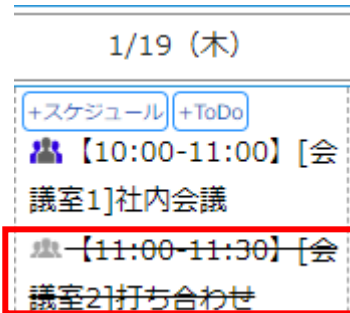 1/19（木）
+スケジュール +ToDo
【10:00-11:00】[会
議室1]社内会議
【11:00-11:30】[会
議室2]打ち合わせ